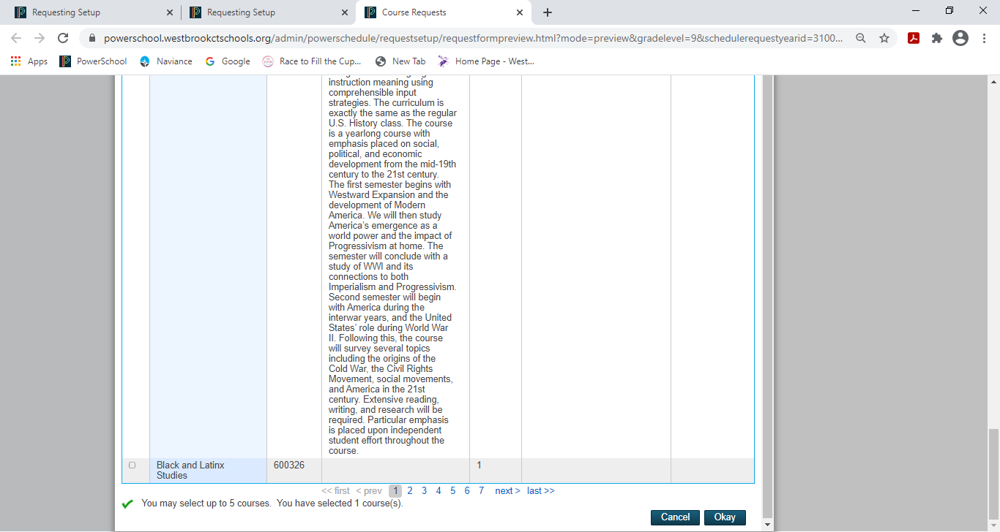 Requesting Setup
Requesting Setup
Course Requests
powerschool.westbrookctschools.org/admin/powerschedule/requestsetup/requestformpreview.html?mode=preview&gradelevel=9&schedulerequestyearid=3100...
Apps
PowerSchool
Naviance
Google
Race to Fill the Cup...
New Tab
Home Page - West...
instruction meaning using
comprehensible input
strategies. The curriculum is
exactly the same as the regular
U.S. History class. The course
is a yearlong course with
emphasis placed on social,
political, and economic
development from the mid-19th
century to the 21st century.
The first semester begins with
Westward Expansion and the
development of Modern
America. We will then study
America's emergence as a
world power and the impact of
Progressivism at home. The
semester will conclude with a
study of WWI and its
connections to both
Imperialism and Progressivism.
Second semester will begin
with America during the
interwar years, and the United
States' role during World War
II. Following this, the course
will survey several topics
including the origins of the
Cold War, the Civil Rights
Movement, social movements,
and America in the 21st
century. Extensive reading,
writing, and research will be
required. Particular emphasis
is placed upon independent
student effort throughout the
course.
Black and Latinx
Studies
600326
1
<< first < prev 1 2 3 4 5 6 7 next > last >>
You may select up to 5 courses. You have selected 1 course(s).
Cancel
Okay